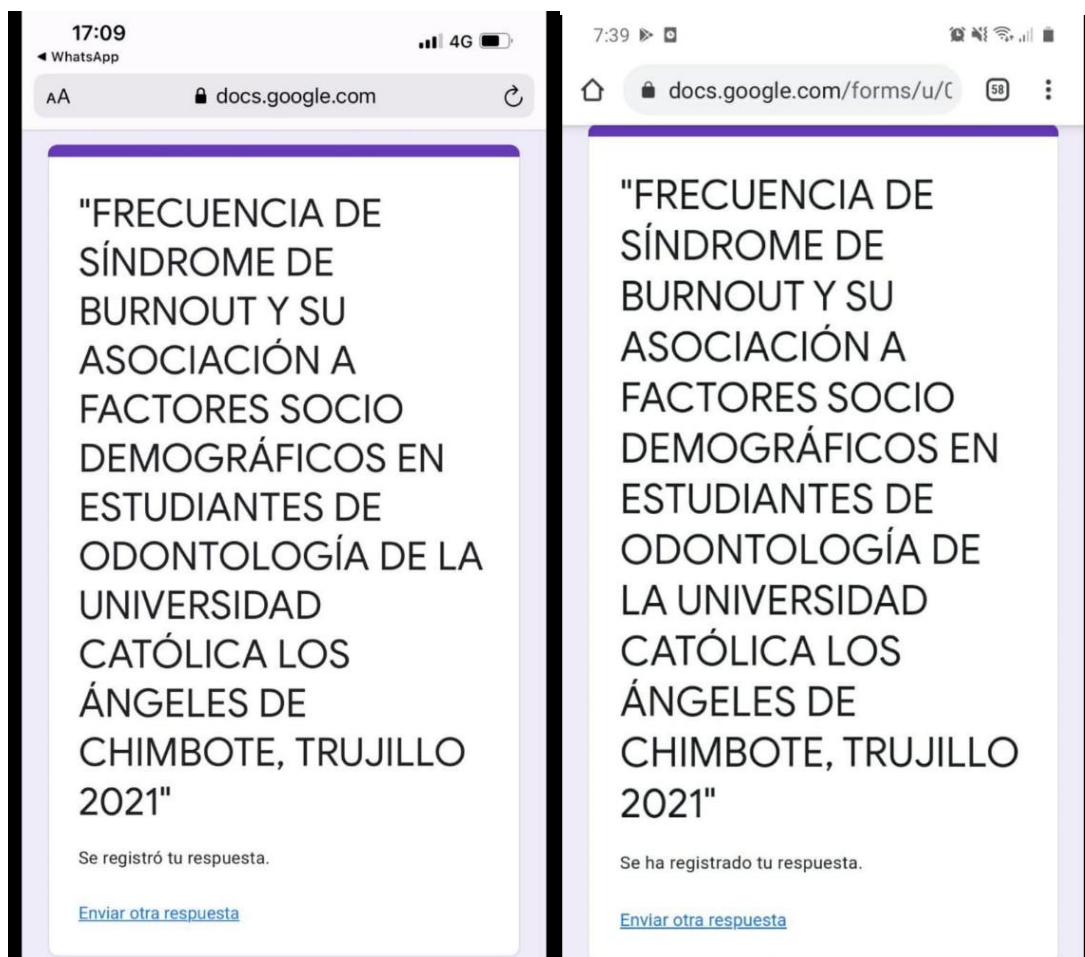 17:09
4G
WhatsApp
AA
docs.google.com
"FRECUENCIA DE
SÍNDROME DE
BURNOUT Y SU
ASOCIACIÓN A
FACTORES SOCIO
DEMOGRÁFICOS EN
ESTUDIANTES DE
ODONTOLOGÍA DE LA
UNIVERSIDAD
CATÓLICA LOS
ÁNGELES DE
CHIMBOTE, TRUJILLO
2021"
Se registró tu respuesta.
Enviar otra respuesta
7:39
docs.google.com/forms/u/0
58
"FRECUENCIA DE
SÍNDROME DE
BURNOUT Y SU
ASOCIACIÓN A
FACTORES SOCIO
DEMOGRÁFICOS EN
ESTUDIANTES DE
ODONTOLOGÍA DE
LA UNIVERSIDAD
CATÓLICA LOS
ÁNGELES DE
CHIMBOTE, TRUJILLO
2021"
Se ha registrado tu respuesta.
Enviar otra respuesta